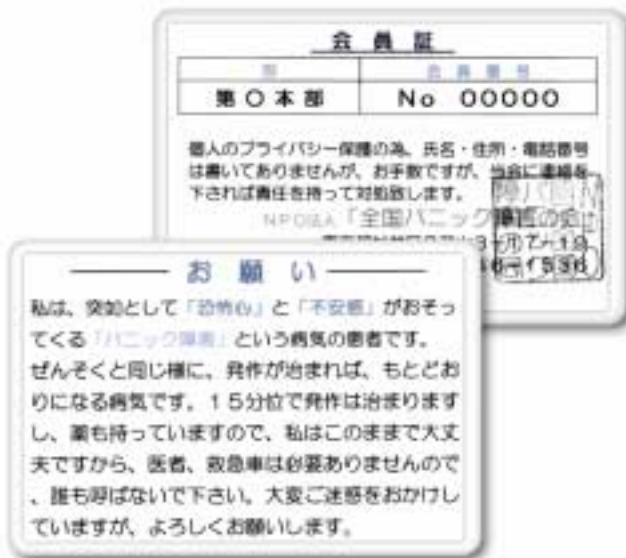 会員証
会員番号
第〇本部 No 00000
個人のプライバシー保護の為、氏名・住所・電話番号
は書いてありませんが、お手数ですが、当会に連絡を
下されば責任を持って対処致します。
NPO法人「全国パニック障害の会」
お願い
私は、突如として「恐怖心」と「不安感」がおそっ
てくる「パニック障害」という病気の患者です。
ぜんそくと同じ様に、発作が治まれば、もとどお
りになる病気です。15分位で発作は治まります
し、薬も持っていますので、私はこのままで大丈
夫ですから、医者、救急車は必要ありませんので
、誰も呼ばないで下さい。大変ご迷惑をおかけし
ていますが、よろしくお願いします。